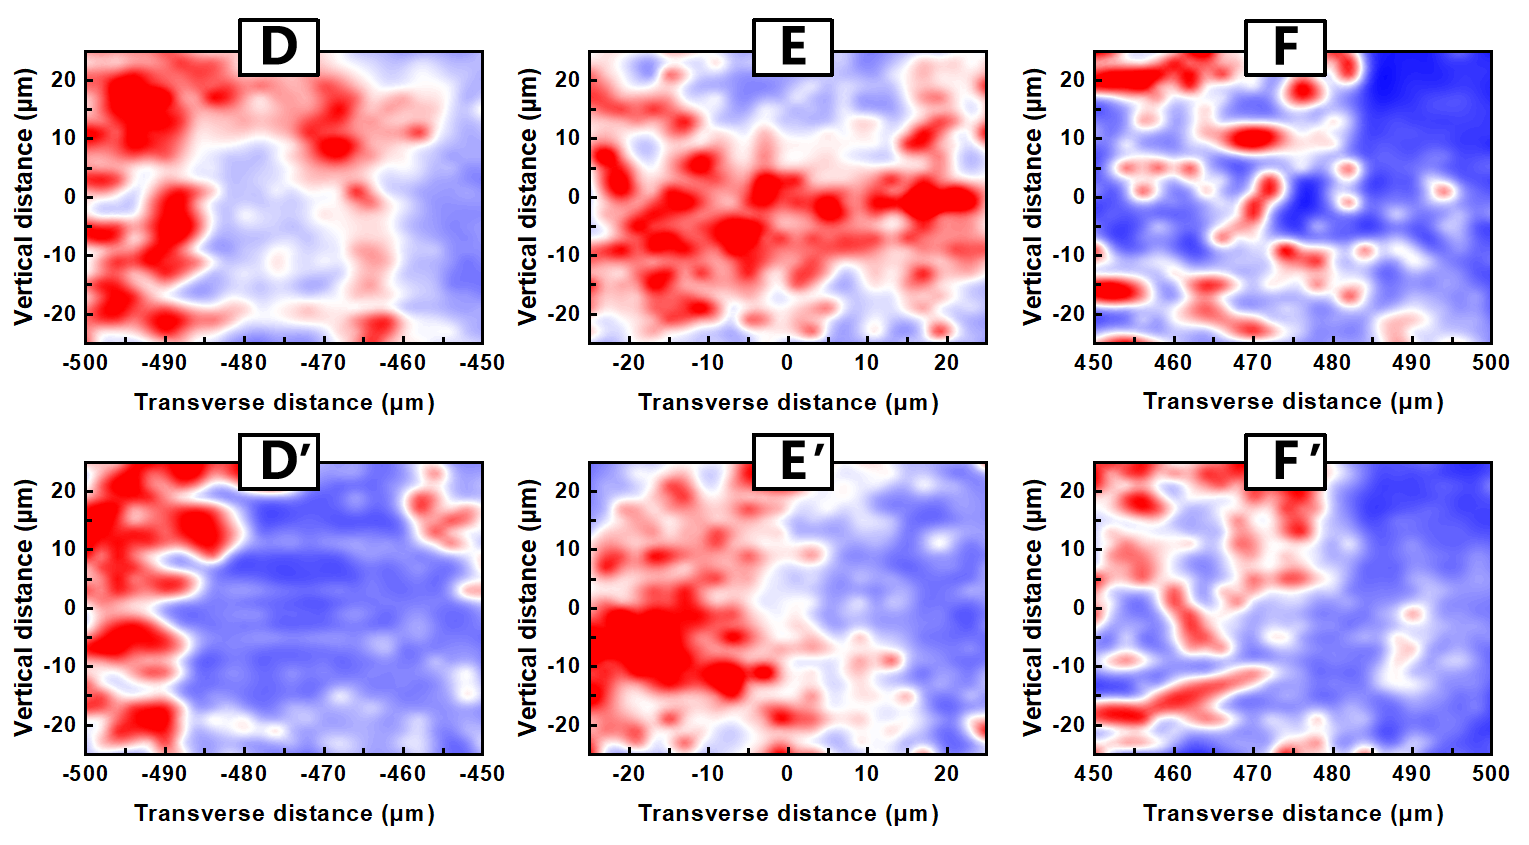 D
E
F
Vertical distance (μm)
20
10
0
-10
-20
-500 -490 -480 -470 -460 -450
Transverse distance (μm)
Vertical distance (μm)
20
10
0
-10
-20
-20 -10 0 10 20
Transverse distance (μm)
Vertical distance (μm)
20
10
0
-10
-20
450 460 470 480 490 500
Transverse distance (μm)
D′
E′
F′
Vertical distance (μm)
20
10
0
-10
-20
-500 -490 -480 -470 -460 -450
Transverse distance (μm)
Vertical distance (μm)
20
10
0
-10
-20
-20 -10 0 10 20
Transverse distance (μm)
Vertical distance (μm)
20
10
0
-10
-20
450 460 470 480 490 500
Transverse distance (μm)